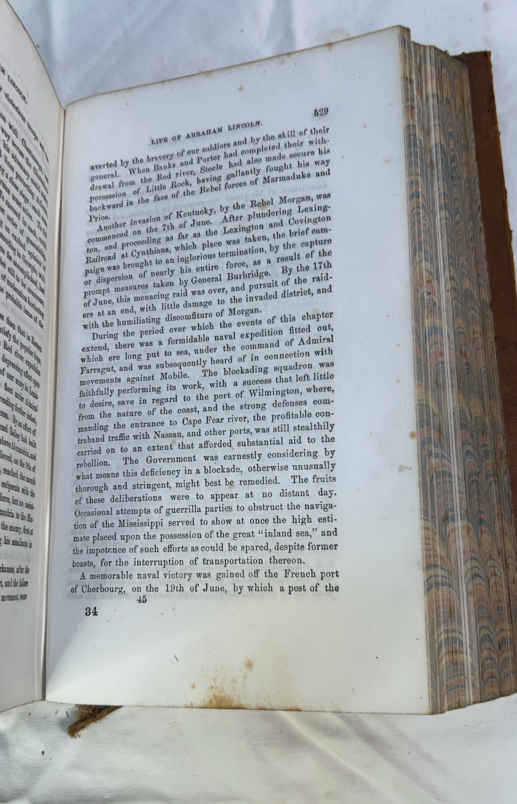 LIFE OF ABRAHAM LINCOLN.
529
averted by the bravery of our soldiers and by the skill of their
general. When Banks and Porter had completed their with-
drawal from the Red river, Steele had also made secure his
possession of Little Rock, having gallantly fought his way
backward in the face of the Rebel forces of Marmaduke and
Price.
Another invasion of Kentucky, by the Rebel Morgan, was
commenced on the 7th of June. After plundering Lexing-
ton, and proceeding as far as the Lexington and Covington
Railroad at Cynthiana, which place was taken, the brief cam-
paign was brought to an inglorious termination, by the capture
or dispersion of nearly his entire force, as a result of the
prompt measures taken by General Burbridge. By the 17th
of June, this menacing raid was over, and pursuit of the raid-
ers at an end, with little damage to the invaded district, and
with the humiliating discomfiture of Morgan.
During the period over which the events of this chapter
extend, there was a formidable naval expedition fitted out,
which ere long put to sea, under the command of Admiral
Farragut, and was subsequently heard of in connection with
movements against Mobile. The blockading squadron was
faithfully performing its work, with a success that left little
to desire, save in regard to the port of Wilmington, where,
from the nature of the coast, and the strong defenses com-
manding the entrance to Cape Fear river, the profitable con-
traband traffic with Nassau, and other ports, was still stealthily
carried on to an extent that afforded substantial aid to the
rebellion. The Government was earnestly considering by
what means this deficiency in a blockade, otherwise unusually
thorough and stringent, might best be remedied. The fruits
of these deliberations were to appear at no distant day.
Occasional attempts of guerrilla parties to obstruct the naviga-
tion of the Mississippi served to show at once the high esti-
mate placed upon the possession of the great "inland sea," and
the impotence of such efforts as could be spared, despite former
boasts, for the interruption of transportation thereon.
A memorable naval victory was gained off the French port
of Cherbourg, on the 19th of June, by which a pest of the
45
34